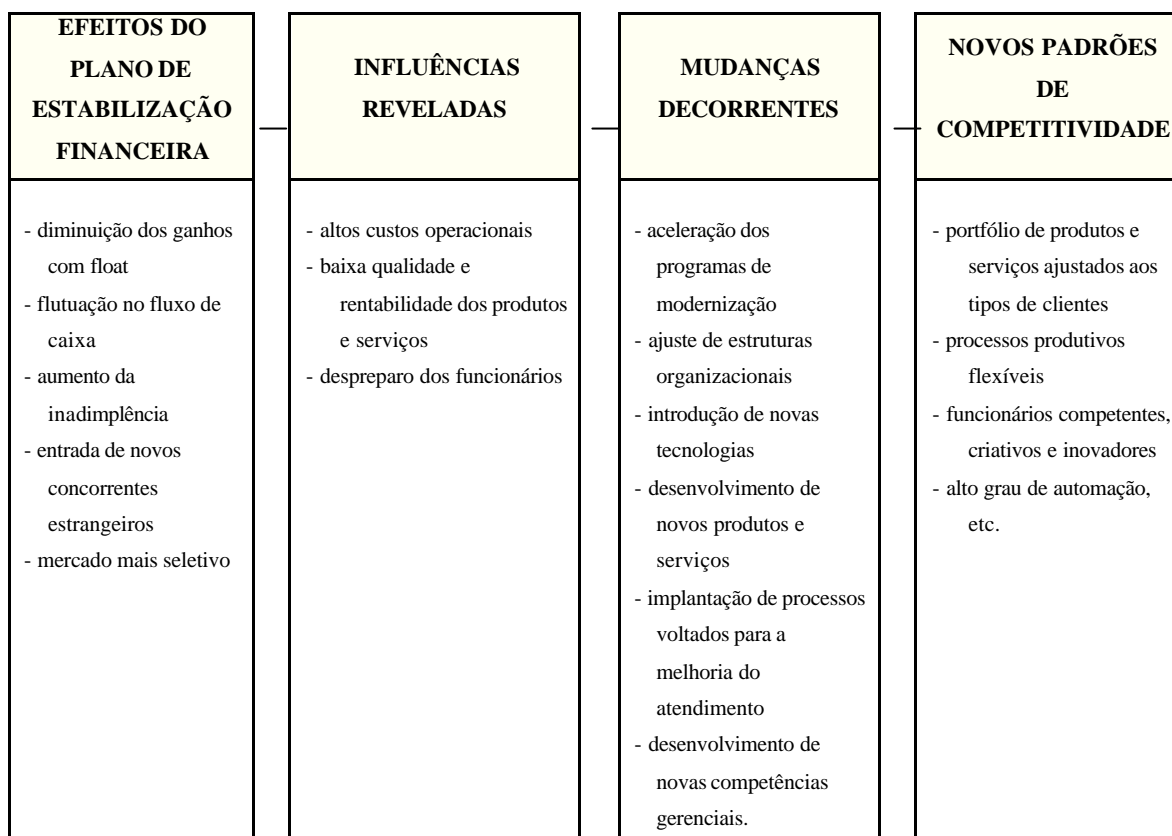 EFEITOS DO
PLANO DE
ESTABILIZAÇÃO
FINANCEIRA
- diminuição dos ganhos
com float
- flutuação no fluxo de
caixa
- aumento da
inadimplência
- entrada de novos
concorrentes
estrangeiros
- mercado mais seletivo
INFLUÊNCIAS
REVELADAS
- altos custos operacionais
- baixa qualidade e
rentabilidade dos produtos
e serviços
- despreparo dos funcionários
MUDANÇAS
DECORRENTES
- aceleração dos
programas de
modernização
- ajuste de estruturas
organizacionais
- introdução de novas
tecnologias
- desenvolvimento de
novos produtos e
serviços
- implantação de processos
voltados para a
melhoria do
atendimento
- desenvolvimento de
novas competências
gerenciais.
NOVOS PADRÕES
DE
COMPETITIVIDADE
- portfólio de produtos e
serviços ajustados aos
tipos de clientes
- processos produtivos
flexíveis
- funcionários competentes,
criativos e inovadores
- alto grau de automação,
etc.